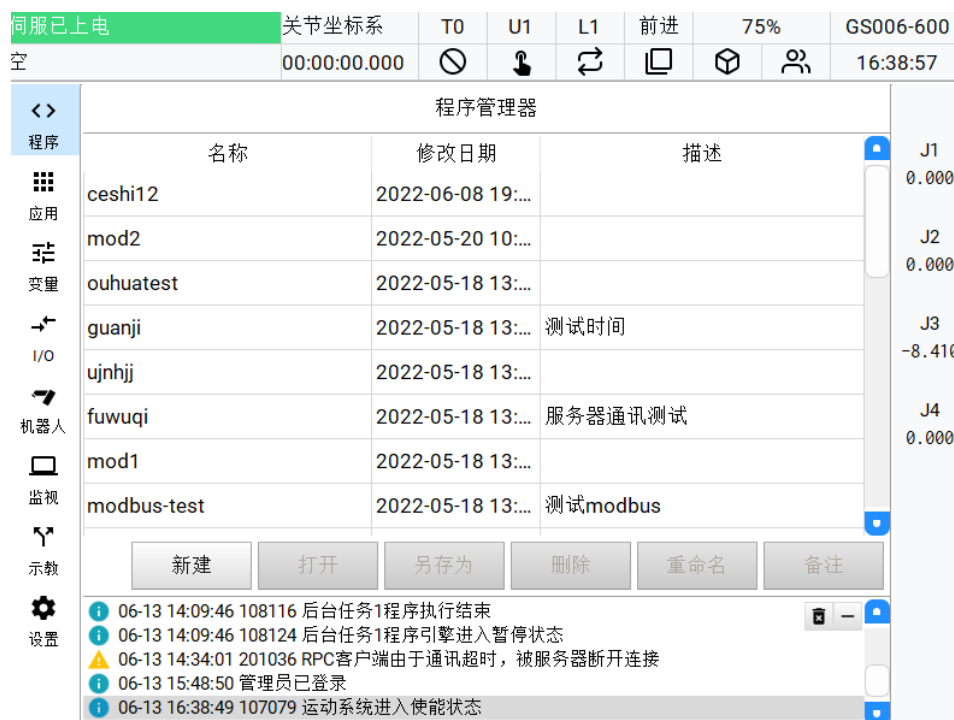 伺服已上电 关节坐标系 T0 U1 L1 前进 75% GS006-600
空 00:00:00.000 16:38:57
程序管理器
程序
应用
变量
I/O
机器人
监视
示教
设置
名称 修改日期 描述
ceshi12 2022-06-08 19:...
mod2 2022-05-20 10:...
ouhuatest 2022-05-18 13:...
guanji 2022-05-18 13:... 测试时间
ujnhjj 2022-05-18 13:...
fuwuqi 2022-05-18 13:... 服务器通讯测试
mod1 2022-05-18 13:...
modbus-test 2022-05-18 13:... 测试modbus
新建 打开 另存为 删除 重命名 备注
06-13 14:09:46 108116 后台任务1程序执行结束
06-13 14:09:46 108124 后台任务1程序引擎进入暂停状态
06-13 14:34:01 201036 RPC客户端由于通讯超时，被服务器断开连接
06-13 15:48:50 管理员已登录
06-13 16:38:49 107079 运动系统进入使能状态
J1
0.000
J2
0.000
J3
-8.410
J4
0.000